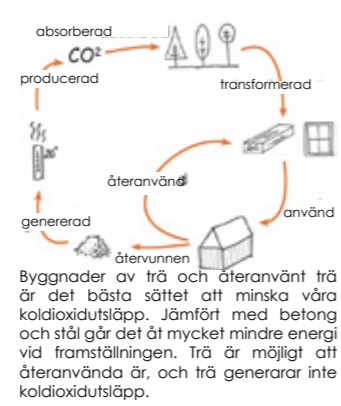 absorberad
CO²
producerad
transformerad
återanvänd
använd
genererad
återvunnen
Byggnader av trä och återanvänt trä
är det bästa sättet att minska våra
koldioxidutsläpp. Jämfört med betong
och stål går det åt mycket mindre energi
vid framställningen. Trä är möjligt att
återanvända är, och trä generarar inte
koldioxidutsläpp.